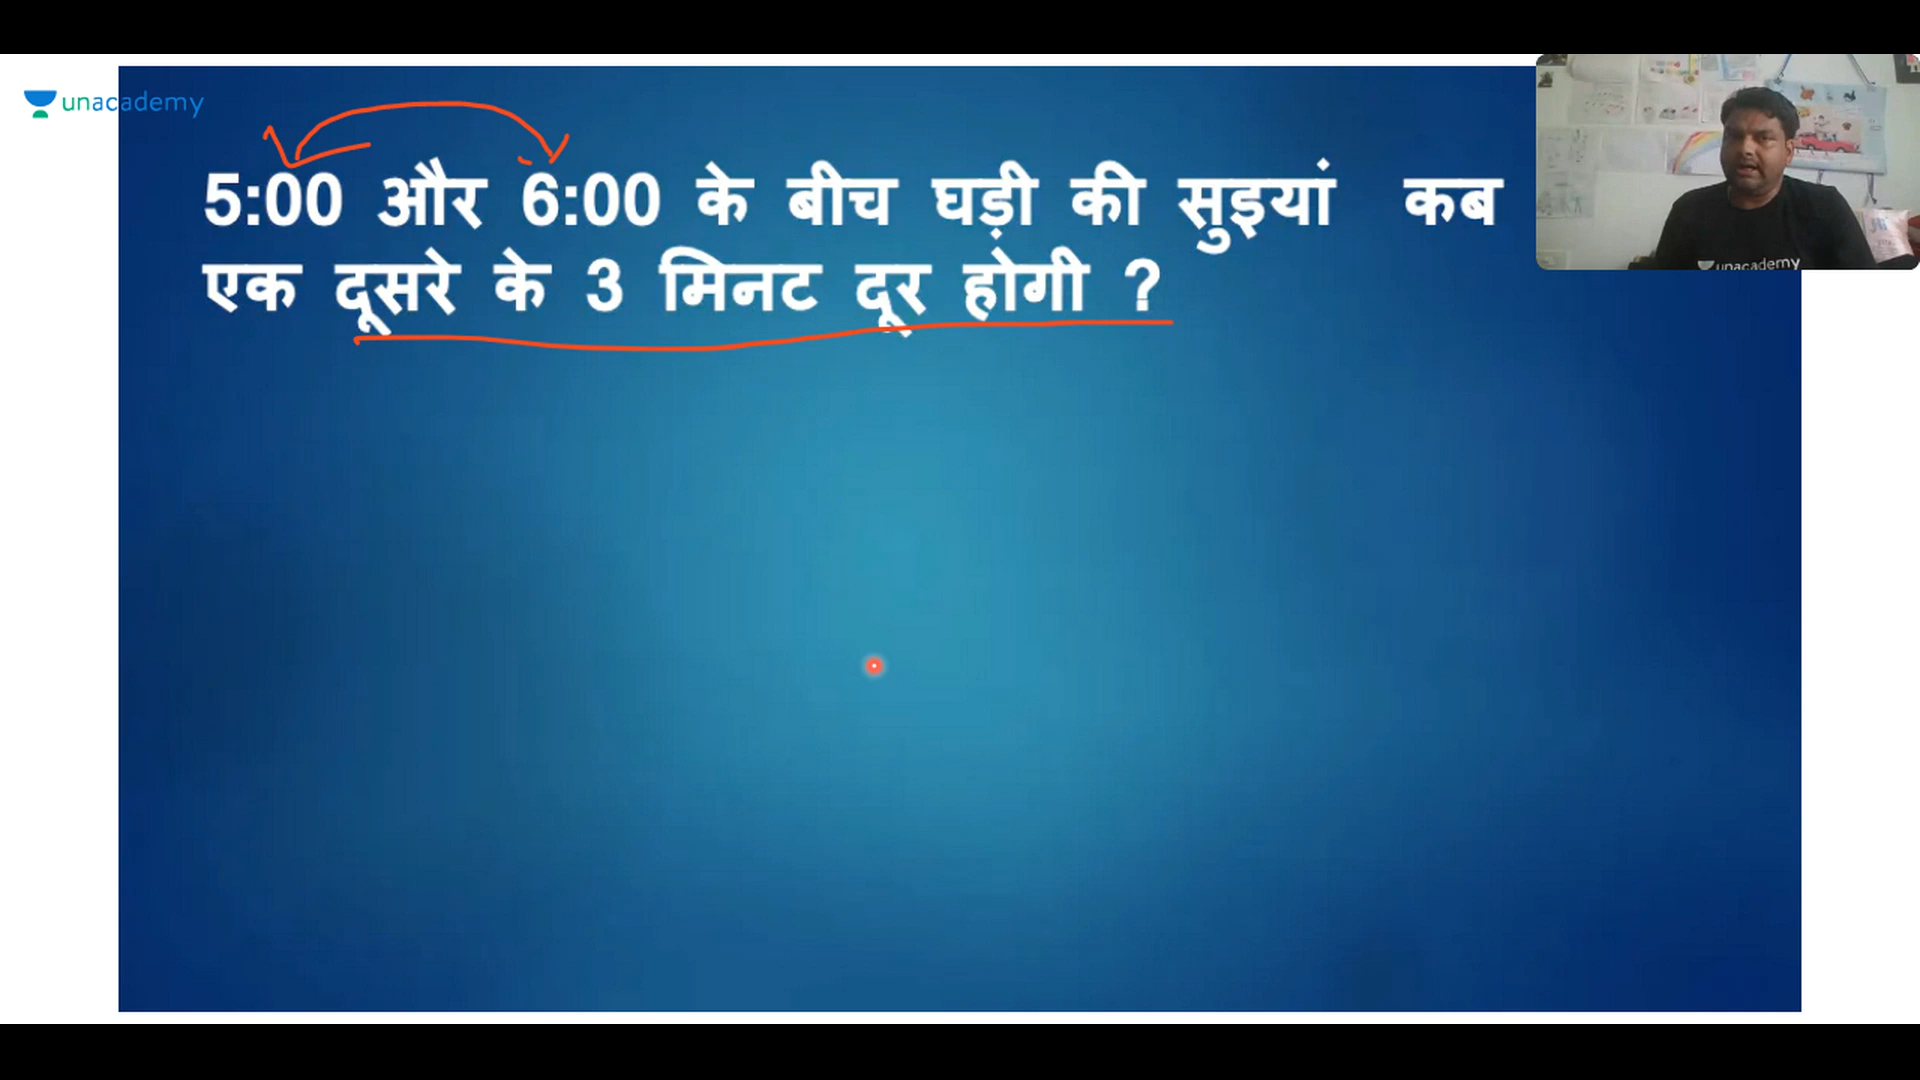 unacademy
5:00 और 6:00 के बीच घड़ी की सुइयां कब
एक दूसरे के 3 मिनट दूर होगी ?
unacademy